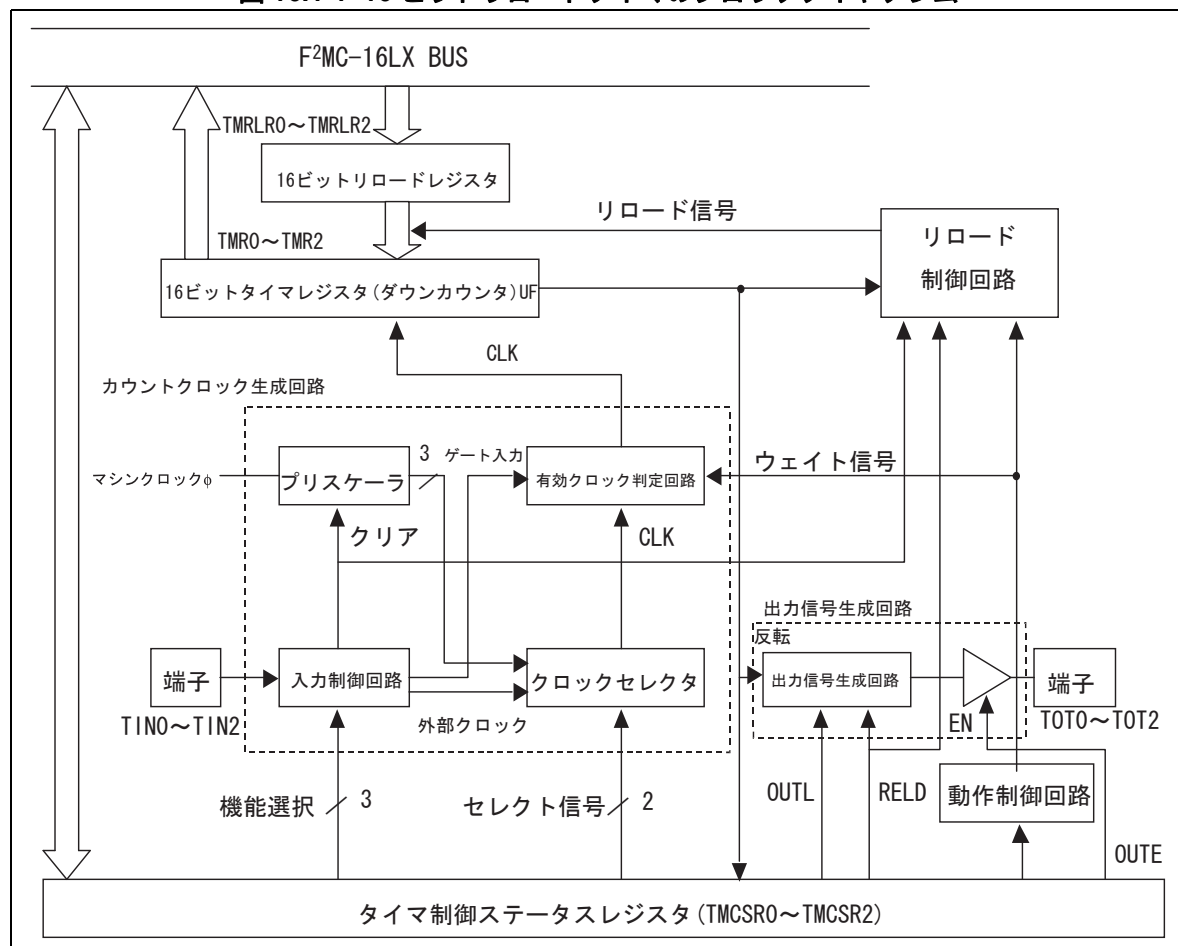 F²MC-16LX BUS
TMRLR0～TMRLR2
16ビットリロードレジスタ
リロード信号
リロード
制御回路
TMR0～TMR2
16ビットタイマレジスタ(ダウンカウンタ)UF
CLK
カウントクロック生成回路
3
ゲート入力
マシンクロックφ
プリスケーラ
有効クロック判定回路
ウェイト信号
クリア
CLK
出力信号生成回路
反転
端子
入力制御回路
クロックセレクタ
出力信号生成回路
端子
TIN0～TIN2
外部クロック
EN
TOT0～TOT2
機能選択
3
セレクト信号
2
OUTL
RELD
動作制御回路
OUTE
タイマ制御ステータスレジスタ(TMCSR0～TMCSR2)